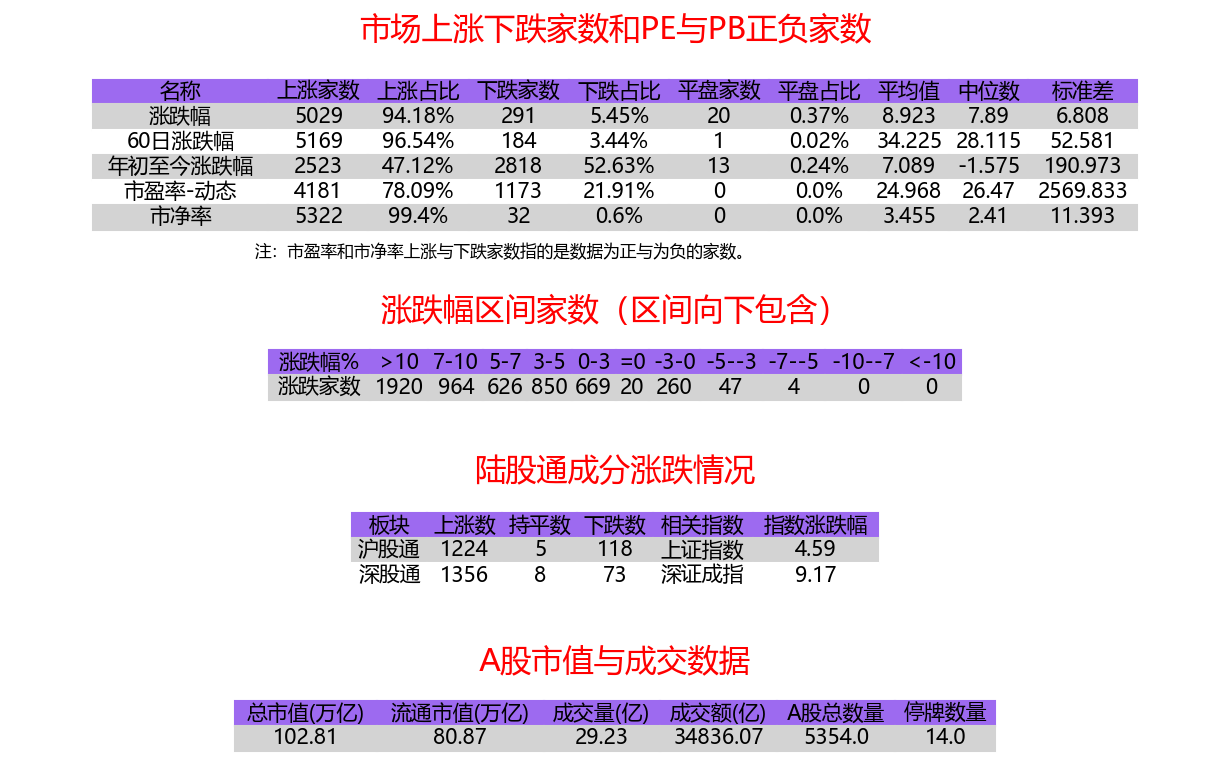 市场上涨下跌家数和PE与PB正负家数
名称 上涨家数 上涨占比 下跌家数 下跌占比 平盘家数 平盘占比 平均值 中位数 标准差
涨跌幅 5029 94.18% 291 5.45% 20 0.37% 8.923 7.89 6.808
60日涨跌幅 5169 96.54% 184 3.44% 1 0.02% 34.225 28.115 52.581
年初至今涨跌幅 2523 47.12% 2818 52.63% 13 0.24% 7.089 -1.575 190.973
市盈率-动态 4181 78.09% 1173 21.91% 0 0.0% 24.968 26.47 2569.833
市净率 5322 99.4% 32 0.6% 0 0.0% 3.455 2.41 11.393
注：市盈率和市净率上涨与下跌家数指的是数据为正与为负的家数。
涨跌幅区间家数（区间向下包含）
涨跌幅% >10 7-10 5-7 3-5 0-3 =0 -3-0 -5--3 -7--5 -10--7 <-10
涨跌家数 1920 964 626 850 669 20 260 47 4 0 0
陆股通成分涨跌情况
板块 上涨数 持平数 下跌数 相关指数 指数涨跌幅
沪股通 1224 5 118 上证指数 4.59
深股通 1356 8 73 深证成指 9.17
A股市值与成交数据
总市值(万亿) 流通市值(万亿) 成交量(亿) 成交额(亿) A股总数量 停牌数量
102.81 80.87 29.23 34836.07 5354.0 14.0